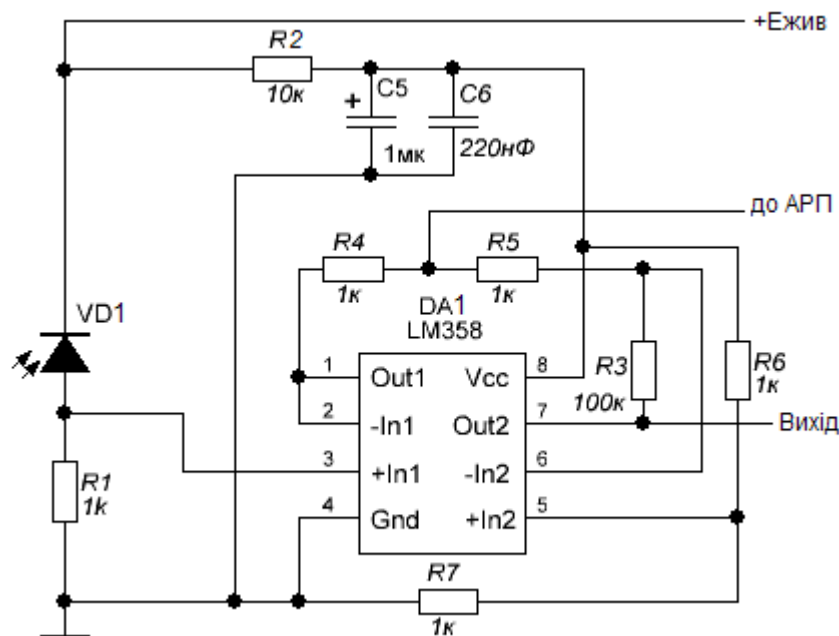 +Eжив
R2
10к
C5
C6
+
1мк
220нФ
до АРП
R4
R5
1к
1к
DA1
LM358
VD1
1
Out1
Vcc
8
R3
R6
100к
1к
2
-In1
Out2
7
Вихід
3
+In1
-In2
6
R1
1k
4
Gnd
+In2
5
R7
1к